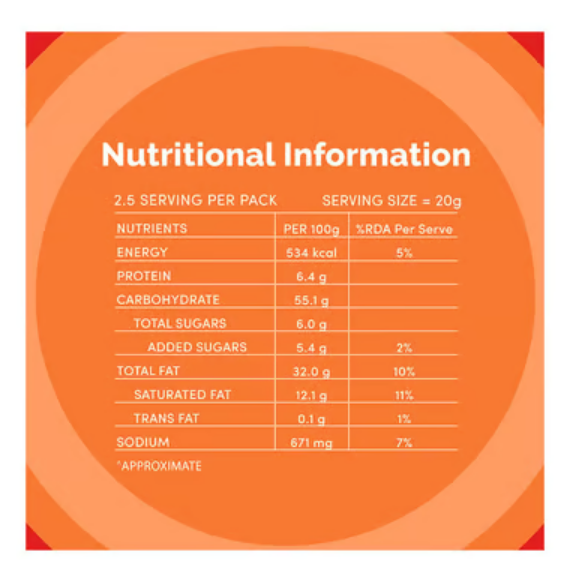 Nutritional Information
2.5 SERVING PER PACK SERVING SIZE = 20g
NUTRIENTS PER 100g %RDA Per Serve
ENERGY 534 kcal 5%
PROTEIN 6.4 g
CARBOHYDRATE 55.1 g
TOTAL SUGARS 6.0 g
ADDED SUGARS 5.4 g 2%
TOTAL FAT 32.0 g 10%
SATURATED FAT 12.1 g 11%
TRANS FAT 0.1 g 1%
SODIUM 671 mg 7%
*APPROXIMATE